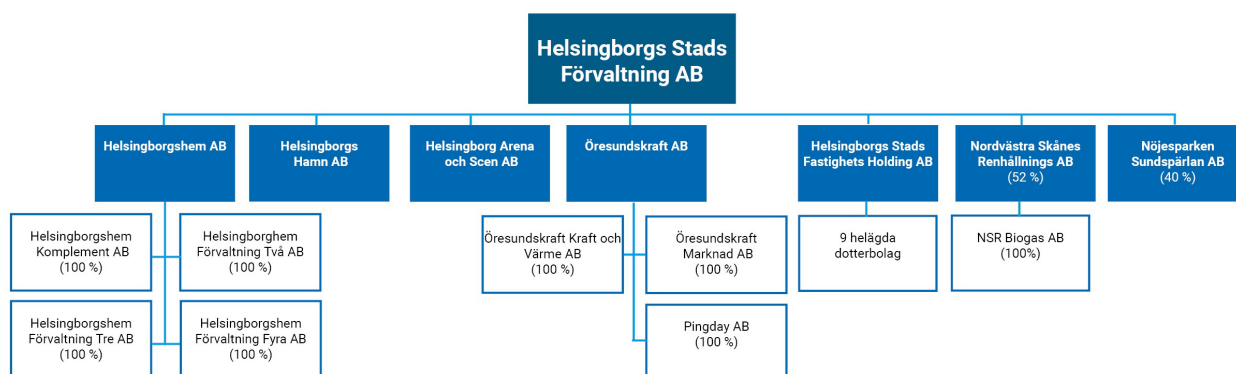 Helsingborgs Stads
Förvaltning AB
Helsingborgshem AB
Helsingborgs
Hamn AB
Helsingborg Arena
och Scen AB
Öresundskraft AB
Helsingborgs Stads
Fastighets Holding AB
Nordvästra Skånes
Renhållnings AB
(52 %)
Nöjesparken
Sundspärlan AB
(40 %)
Helsingborgshem
Komplement AB
(100 %)
Helsingborghem
Förvaltning Två AB
(100 %)
Öresundskraft Kraft och
Värme AB
(100 %)
Öresundskraft
Marknad AB
(100 %)
9 helägda
dotterbolag
NSR Biogas AB
(100%)
Helsingborgshem
Förvaltning Tre AB
(100 %)
Helsingborgshem
Förvaltning Fyra AB
(100 %)
Pingday AB
(100 %)